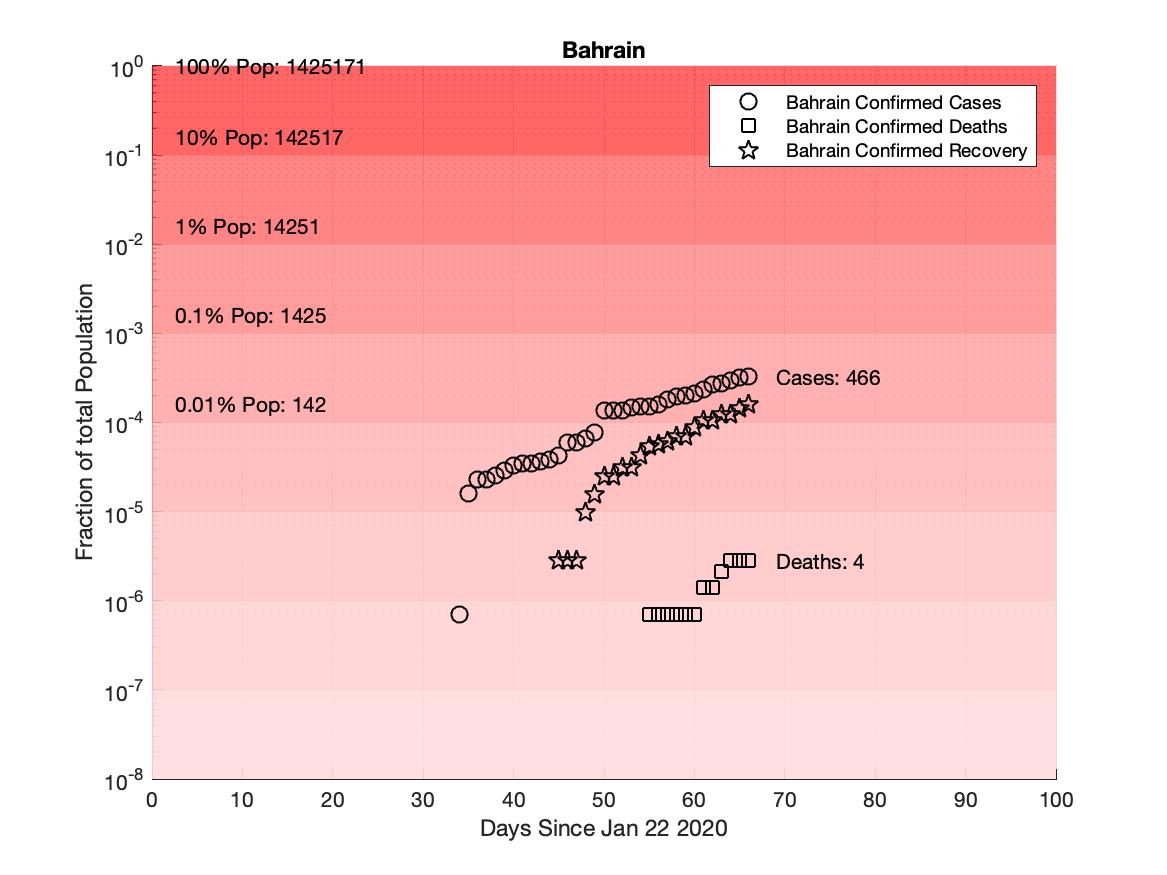 Bahrain
10^0
100% Pop: 1425171
Bahrain Confirmed Cases
Bahrain Confirmed Deaths
Bahrain Confirmed Recovery
10% Pop: 142517
10^-1
1% Pop: 14251
10^-2
0.1% Pop: 1425
10^-3
Cases: 466
0.01% Pop: 142
10^-4
10^-5
Deaths: 4
10^-6
10^-7
10^-8
Fraction of total Population
0 10 20 30 40 50 60 70 80 90 100
Days Since Jan 22 2020